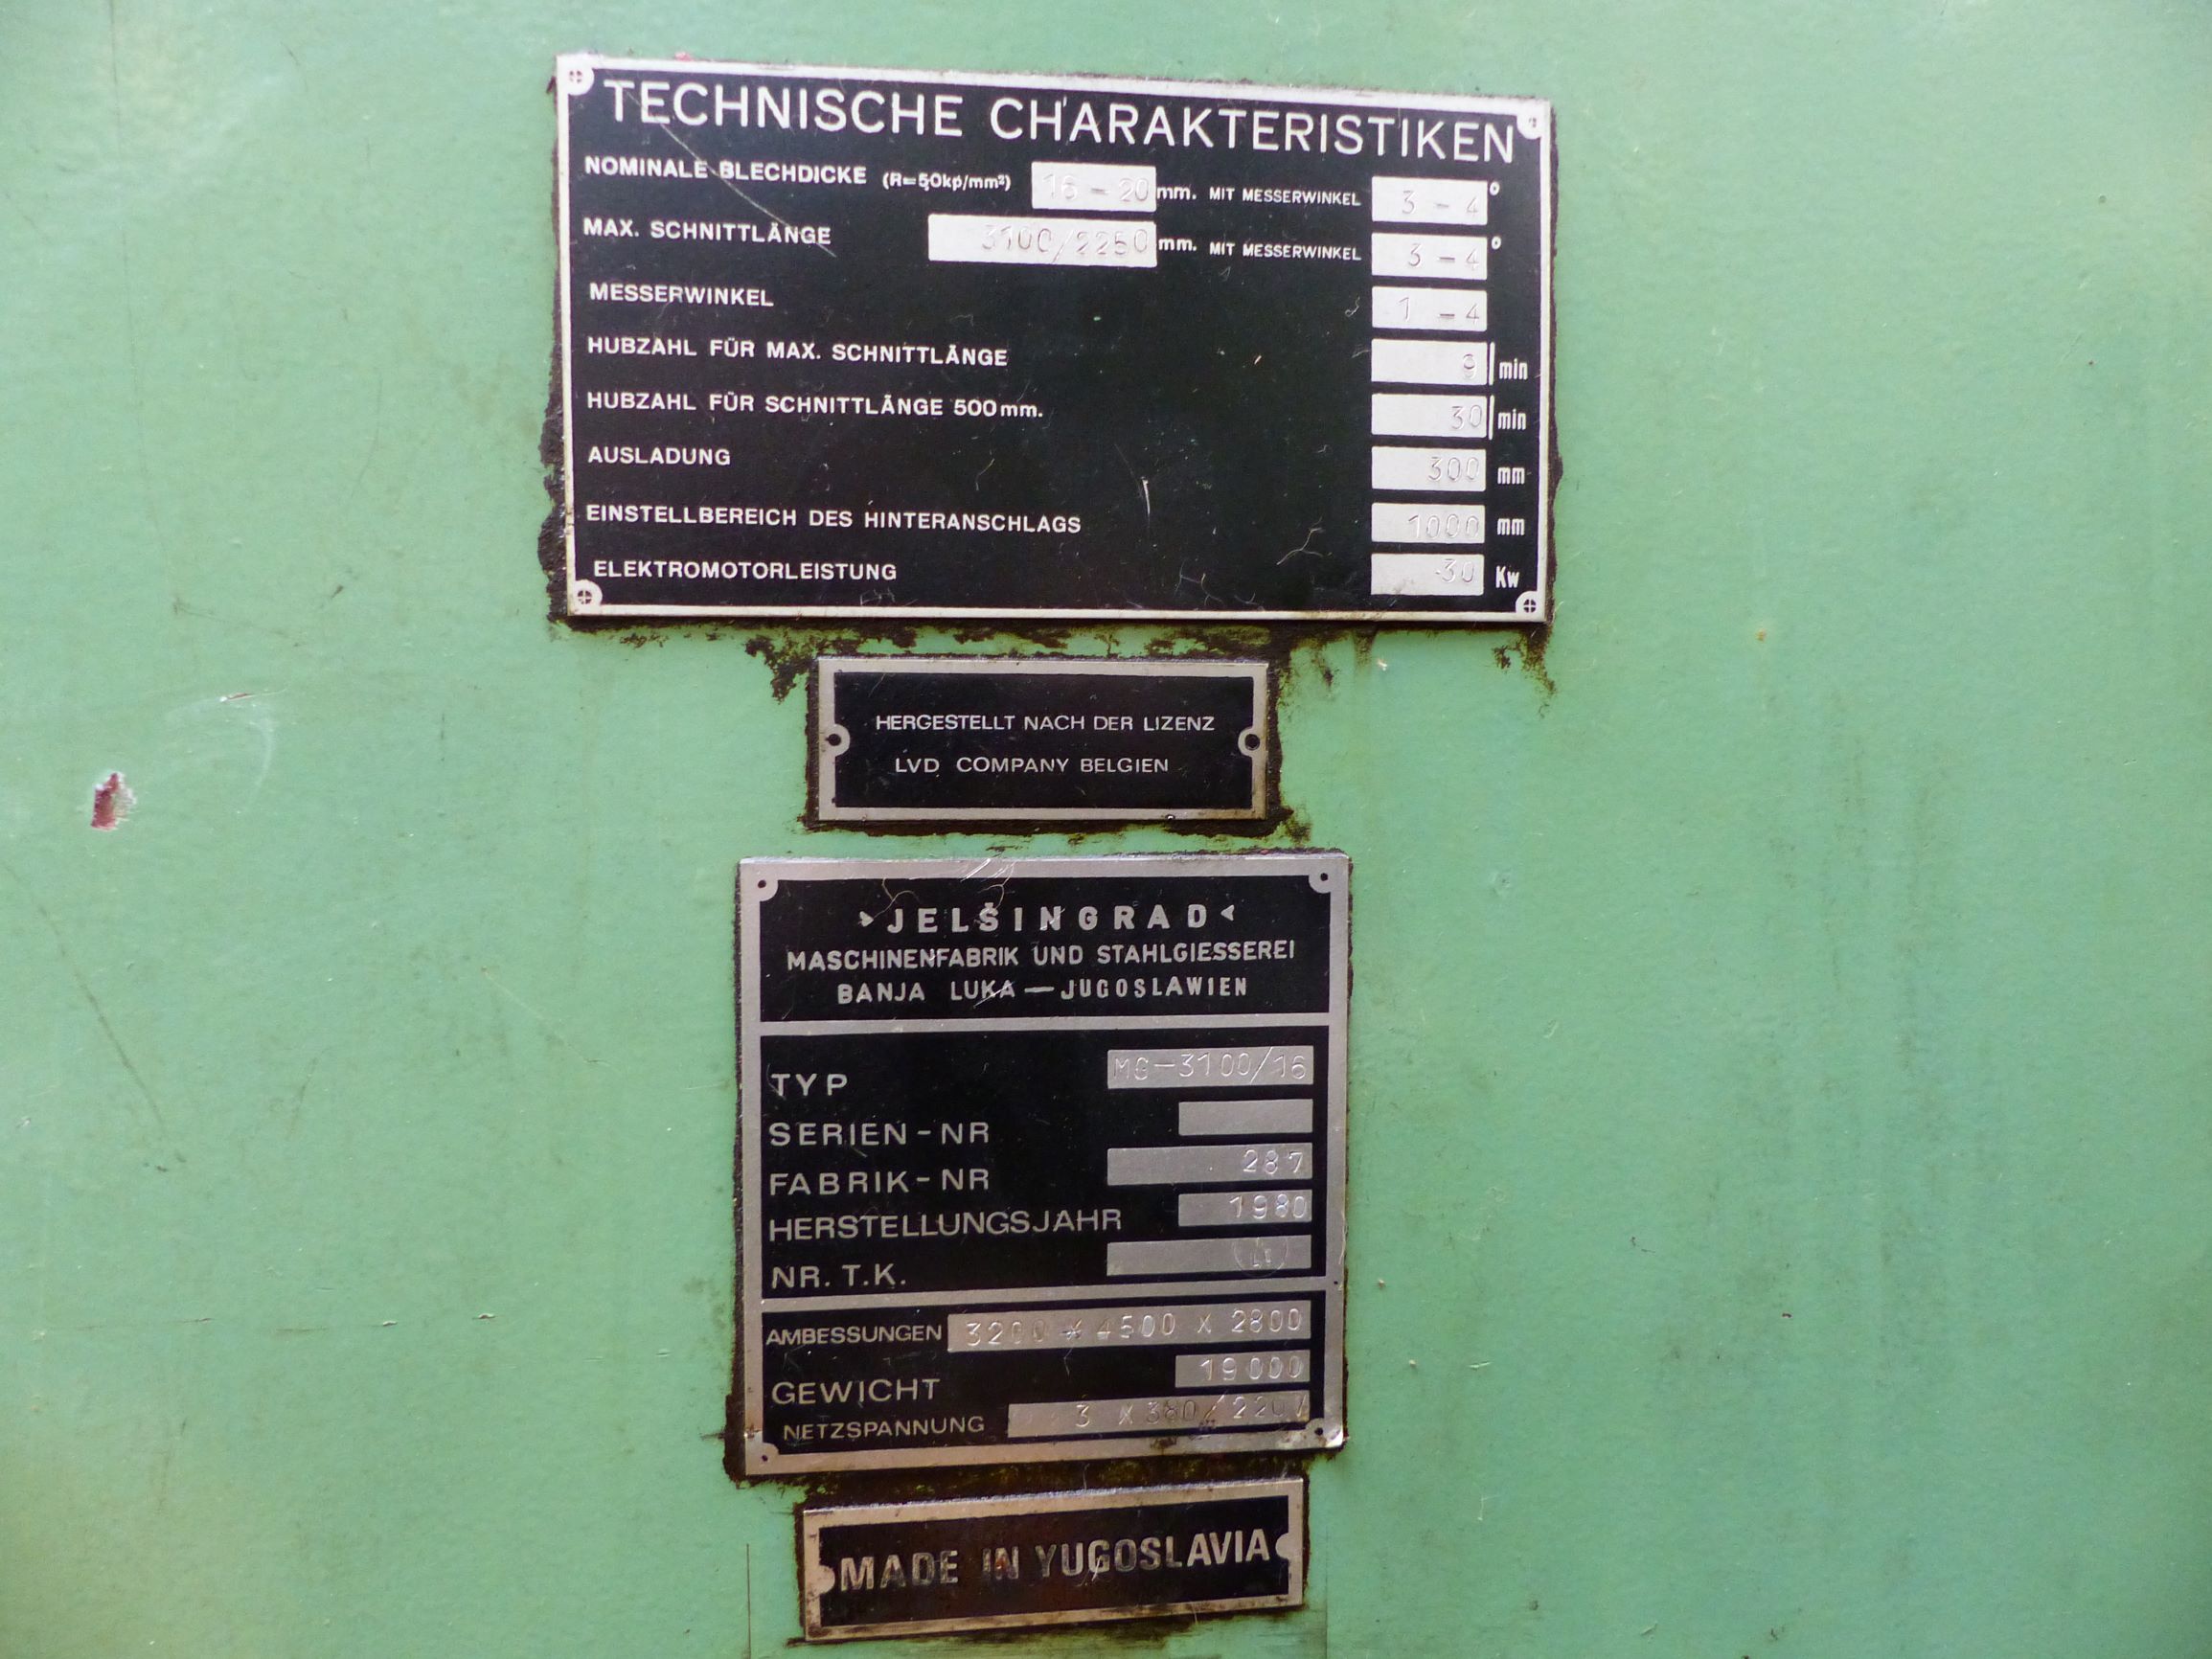 TECHNISCHE CHARAKTERISTIKEN
NOMINALE BLECHDICKE (R=50kp/mm²) 16 - 20 mm. MIT MESSERWINKEL 3 - 4 °
MAX. SCHNITTLÄNGE 3100/2250 mm. MIT MESSERWINKEL 3 - 4 °
MESSERWINKEL 1 - 4
HUBZAHL FÜR MAX. SCHNITTLÄNGE 9 /min
HUBZAHL FÜR SCHNITTLÄNGE 500 mm. 30 /min
AUSLADUNG 300 mm
EINSTELLBEREICH DES HINTERANSCHLAGS 1000 mm
ELEKTROMOTORLEISTUNG 30 Kw
HERGESTELLT NACH DER LIZENZ
LVD COMPANY BELGIEN
JELŠINGRAD
MASCHINENFABRIK UND STAHLGIESSEREI
BANJA LUKA — JUGOSLAWIEN
TYP MG-3100/16
SERIEN-NR
FABRIK-NR 287
HERSTELLUNGSJAHR 1980
NR. T.K.
AMBESSUNGEN 3200 X 4500 X 2800
GEWICHT 19000
NETZSPANNUNG 3 X 380/220V
MADE IN YUGOSLAVIA